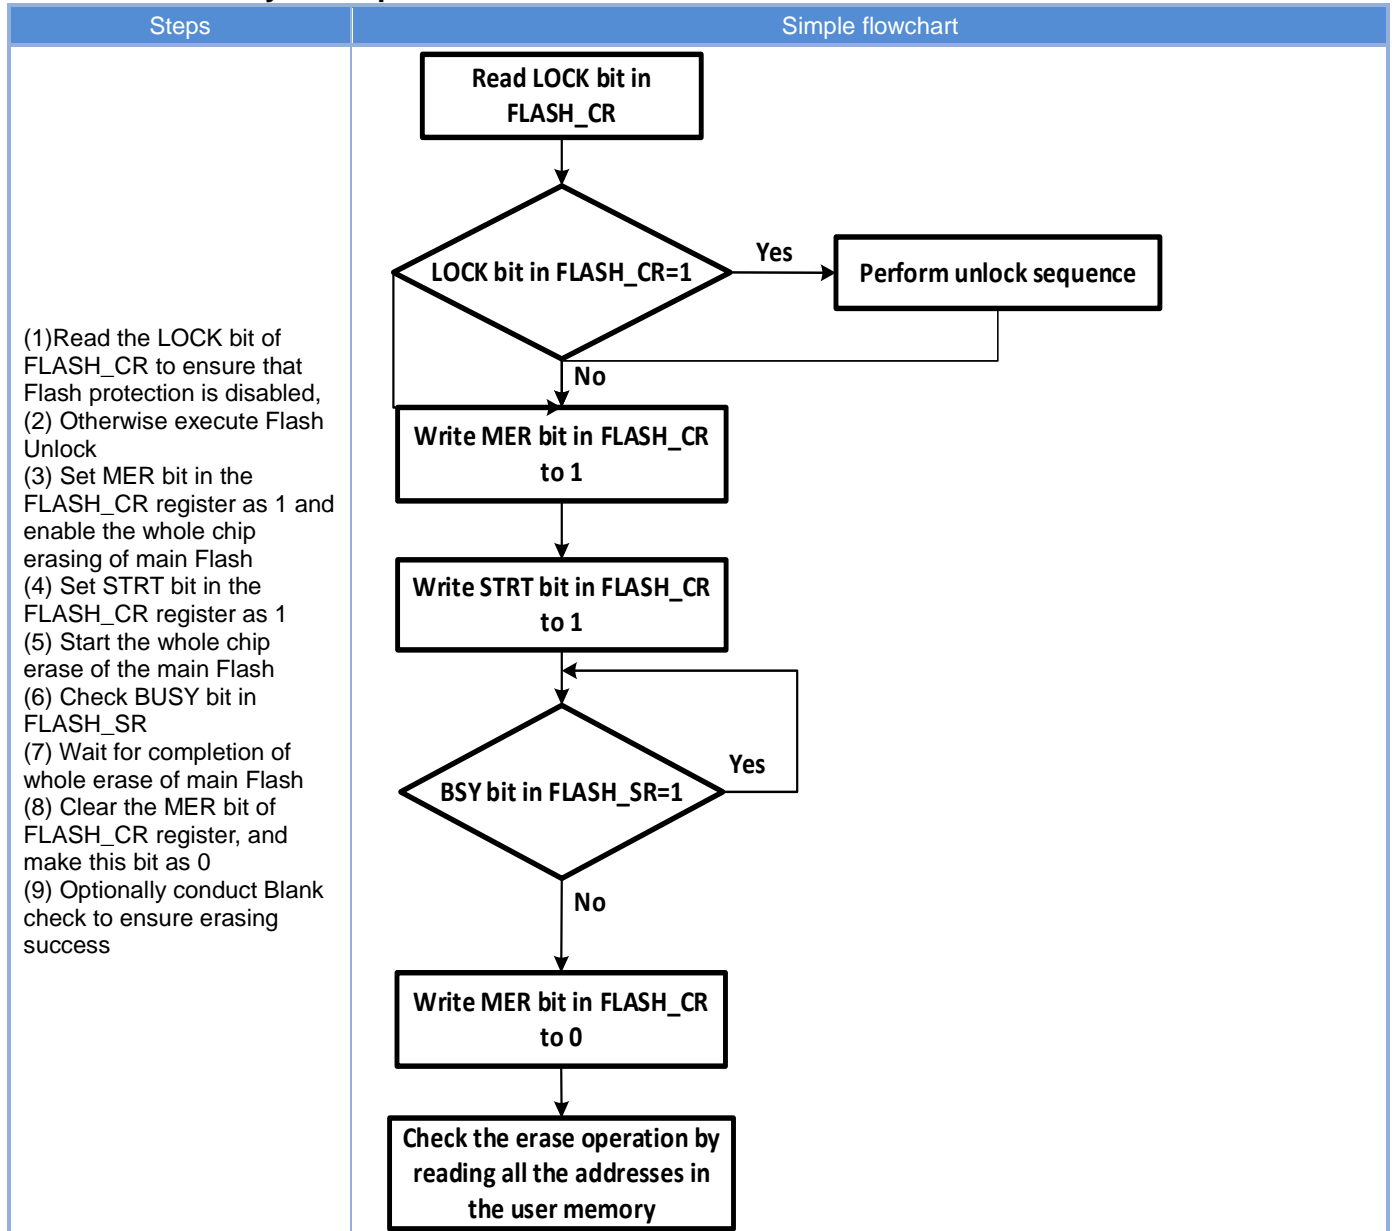 Steps
Simple flowchart
(1)Read the LOCK bit of
FLASH_CR to ensure that
Flash protection is disabled,
(2) Otherwise execute Flash
Unlock
(3) Set MER bit in the
FLASH_CR register as 1 and
enable the whole chip
erasing of main Flash
(4) Set STRT bit in the
FLASH_CR register as 1
(5) Start the whole chip
erase of the main Flash
(6) Check BUSY bit in
FLASH_SR
(7) Wait for completion of
whole erase of main Flash
(8) Clear the MER bit of
FLASH_CR register, and
make this bit as 0
(9) Optionally conduct Blank
check to ensure erasing
success
Read LOCK bit in
FLASH_CR
LOCK bit in FLASH_CR=1
Yes
Perform unlock sequence
No
Write MER bit in FLASH_CR
to 1
Write STRT bit in FLASH_CR
to 1
BSY bit in FLASH_SR=1
Yes
No
Write MER bit in FLASH_CR
to 0
Check the erase operation by
reading all the addresses in
the user memory